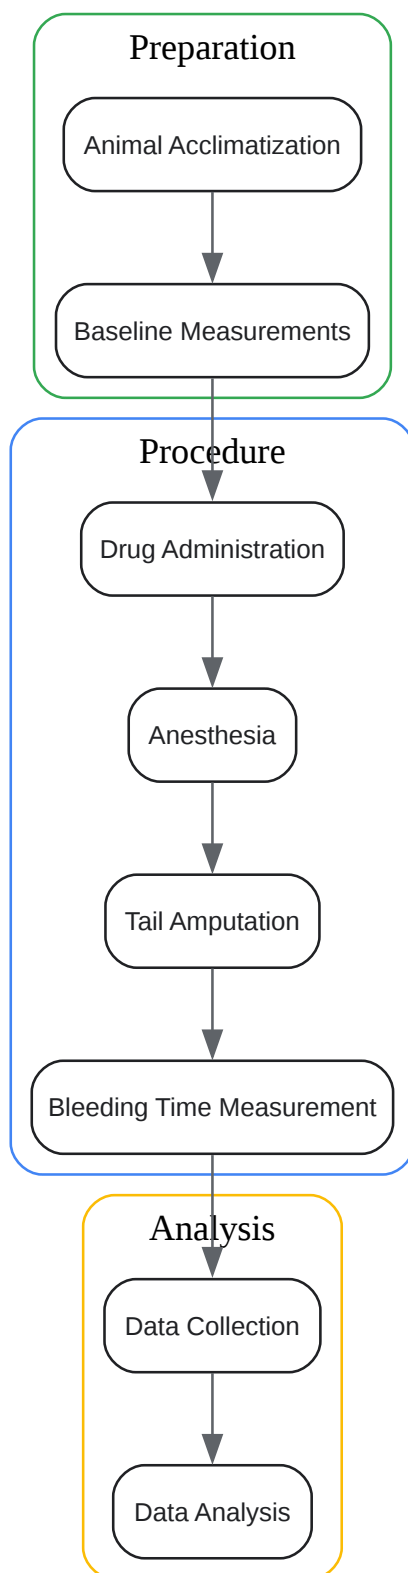 Preparation
Animal Acclimatization
Baseline Measurements
Procedure
Drug Administration
Anesthesia
Tail Amputation
Bleeding Time Measurement
Analysis
Data Collection
Data Analysis